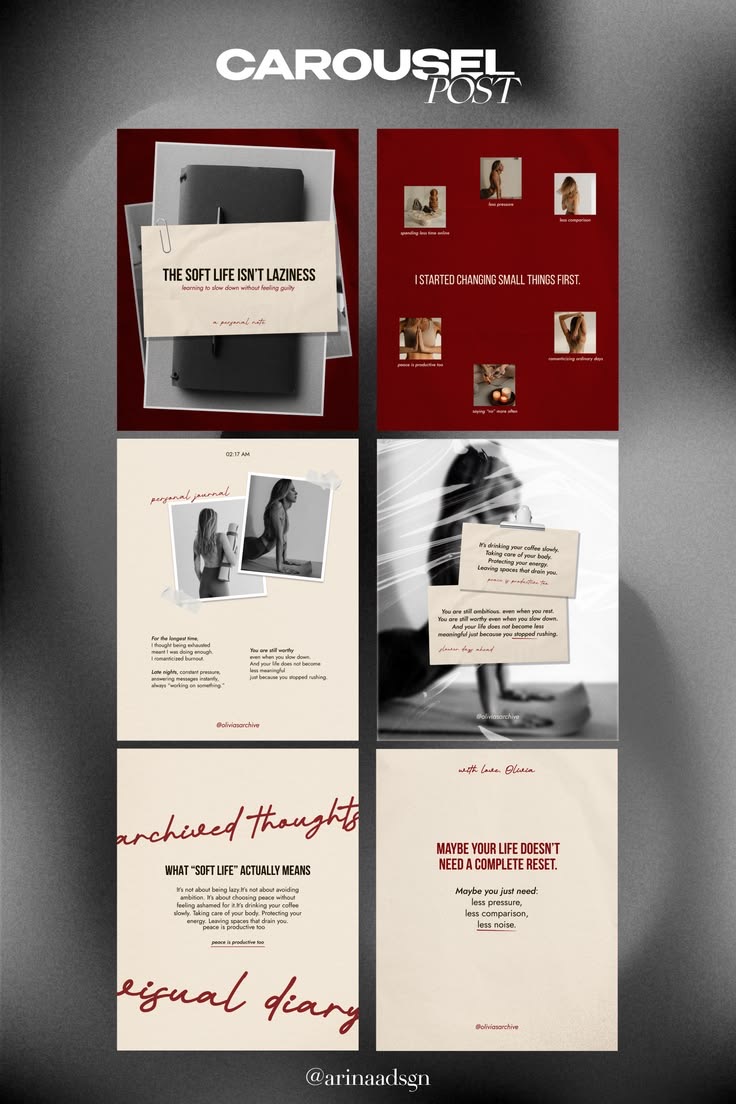 CAROUSEL
POST
THE SOFT LIFE ISN'T LAZINESS
learning to slow down without feeling guilty
a personal note
less pressure
spending less time online
less comparison
I STARTED CHANGING SMALL THINGS FIRST.
peace is productive too
romanticizing ordinary days
saying "no" more often
02:17 AM
personal journal
For the longest time,
I thought being exhausted
meant I was doing enough.
I romanticized burnout.
Late nights, constant pressure,
answering messages instantly,
always "working on something."
You are still worthy
even when you slow down.
And your life does not become
less meaningful
just because you stopped rushing.
@oliviasarchive
It's drinking your coffee slowly.
Taking care of your body.
Protecting your energy.
Leaving spaces that drain you.
peace is productive too
You are still ambitious. even when you rest.
You are still worthy even when you slow down.
And your life does not become less
meaningful just because you stopped rushing.
slower days ahead
@oliviasarchive
archived thoughts
WHAT "SOFT LIFE" ACTUALLY MEANS
It's not about being lazy.It's not about avoiding
ambition. It's about choosing peace without
feeling ashamed for it.It's drinking your coffee
slowly. Taking care of your body. Protecting your
energy. Leaving spaces that drain you.
peace is productive too
peace is productive too
visual diary
with love, Olivia
MAYBE YOUR LIFE DOESN'T
NEED A COMPLETE RESET.
Maybe you just need:
less pressure,
less comparison,
less noise.
@oliviasarchive
@arinaadsgn